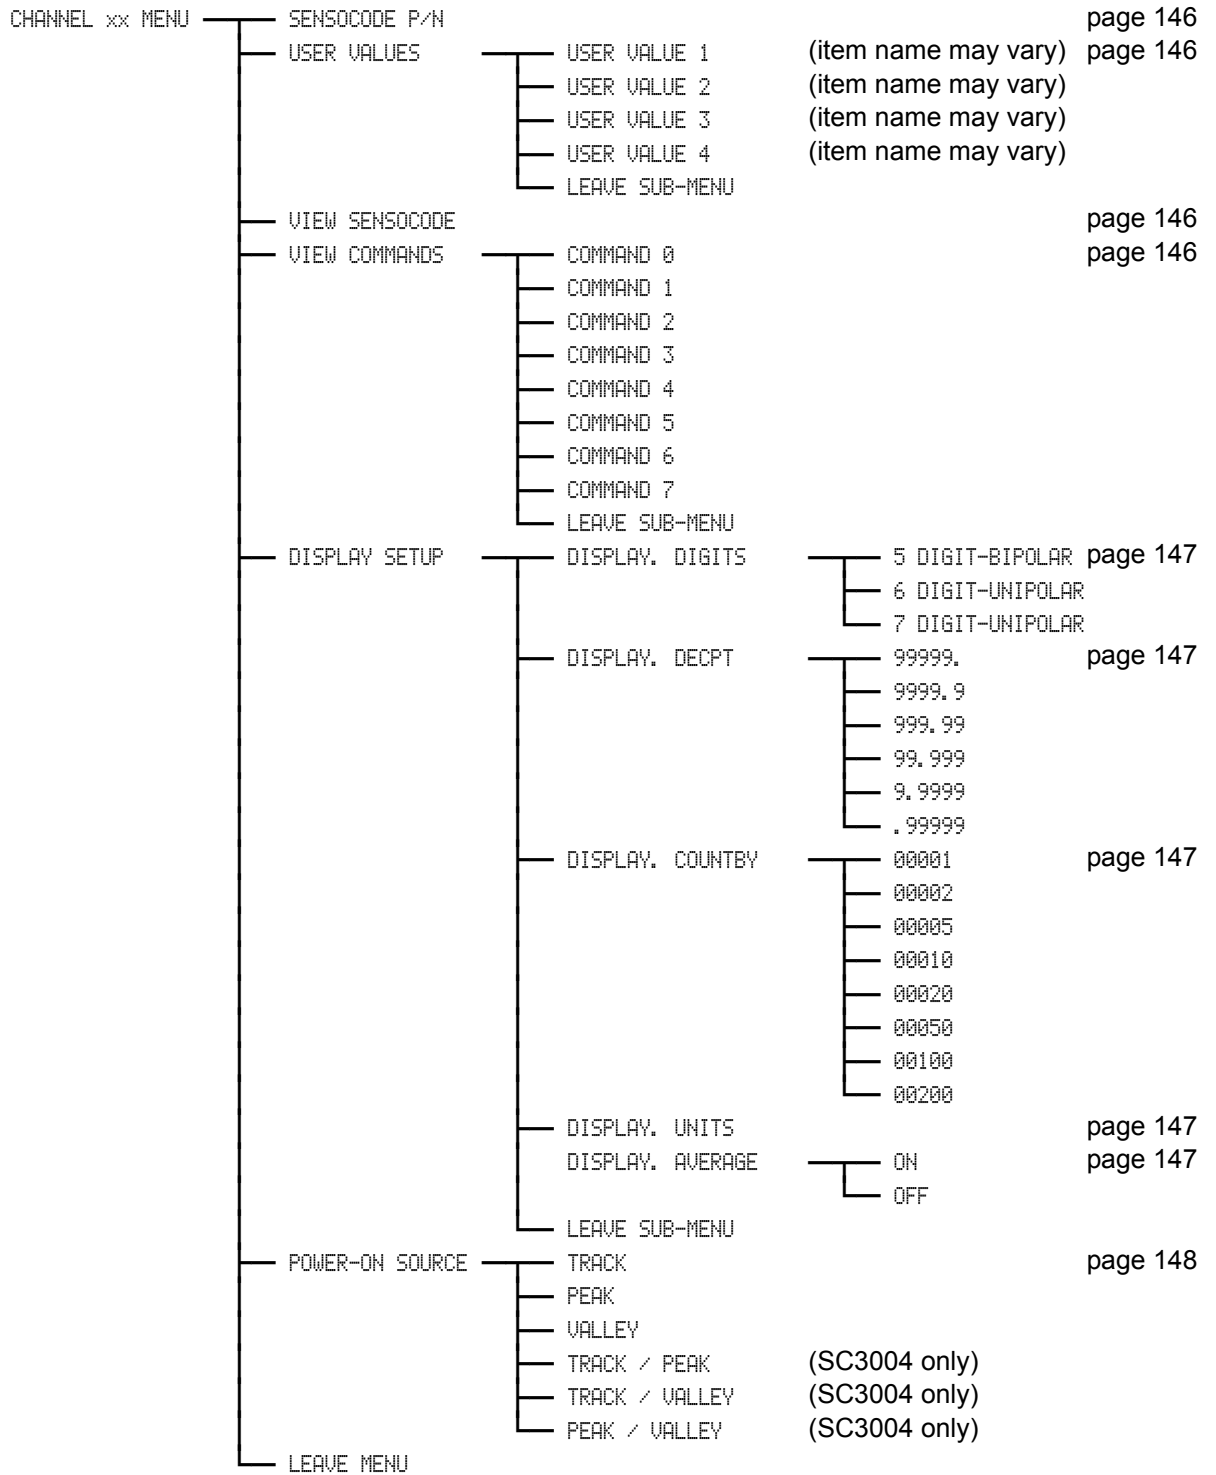 CHANNEL xx MENU SENSOCODE P/N page 146
USER VALUES USER VALUE 1 (item name may vary) page 146
USER VALUE 2 (item name may vary)
USER VALUE 3 (item name may vary)
USER VALUE 4 (item name may vary)
LEAVE SUB-MENU
VIEW SENSOCODE page 146
VIEW COMMANDS COMMAND 0 page 146
COMMAND 1
COMMAND 2
COMMAND 3
COMMAND 4
COMMAND 5
COMMAND 6
COMMAND 7
LEAVE SUB-MENU
DISPLAY SETUP DISPLAY. DIGITS 5 DIGIT-BIPOLAR page 147
6 DIGIT-UNIPOLAR
7 DIGIT-UNIPOLAR
DISPLAY. DECPT 99999. page 147
9999.9
999.99
99.999
9.9999
.99999
DISPLAY. COUNTBY 00001 page 147
00002
00005
00010
00020
00050
00100
00200
DISPLAY. UNITS page 147
DISPLAY. AVERAGE ON page 147
OFF
LEAVE SUB-MENU
POWER-ON SOURCE TRACK page 148
PEAK
VALLEY
TRACK / PEAK (SC3004 only)
TRACK / VALLEY (SC3004 only)
PEAK / VALLEY (SC3004 only)
LEAVE MENU